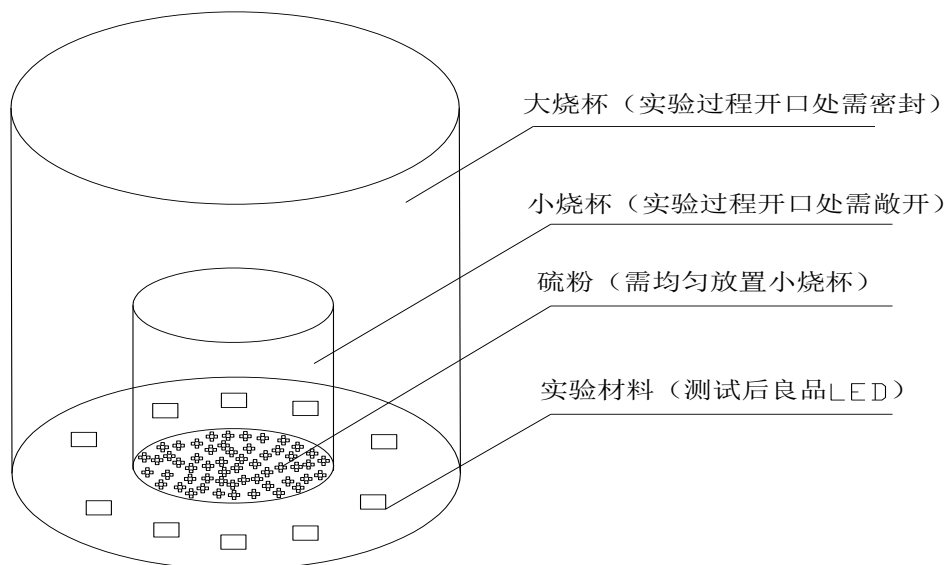 大烧杯（实验过程开口处需密封）
小烧杯（实验过程开口处需敞开）
硫粉（需均匀放置小烧杯）
实验材料（测试后良品LED）